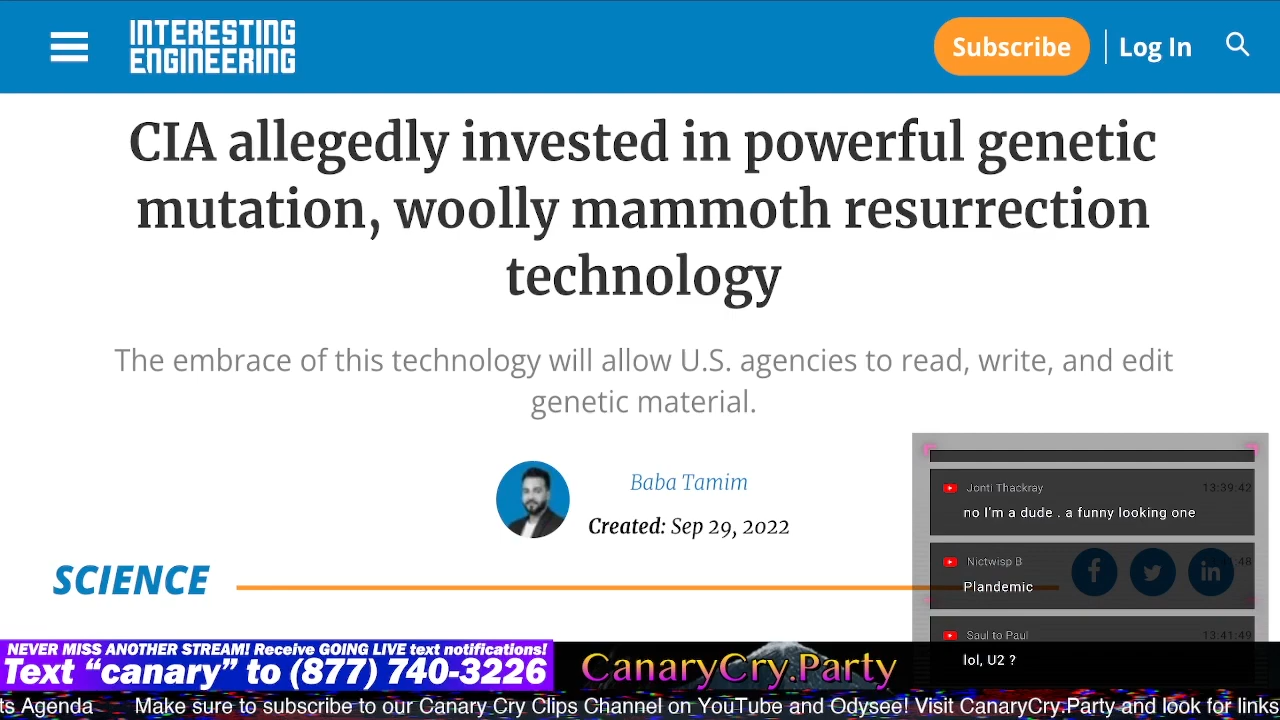 INTERESTING
ENGINEERING
Subscribe
Log In
CIA allegedly invested in powerful genetic
mutation, woolly mammoth resurrection
technology
The embrace of this technology will allow U.S. agencies to read, write, and edit
genetic material.
Baba Tamim
Created: Sep 29, 2022
SCIENCE
Jonti Thackray 13:39:42
no I'm a dude . a funny looking one
Nictwisp B
Plandemic
Saul to Paul 13:41:49
lol, U2 ?
NEVER MISS ANOTHER STREAM! Receive GOING LIVE text notifications!
Text “canary” to (877) 740-3226
CanaryCry.Party
ts Agenda Make sure to subscribe to our Canary Cry Clips Channel on YouTube and Odysee! Visit CanaryCry.Party and look for links